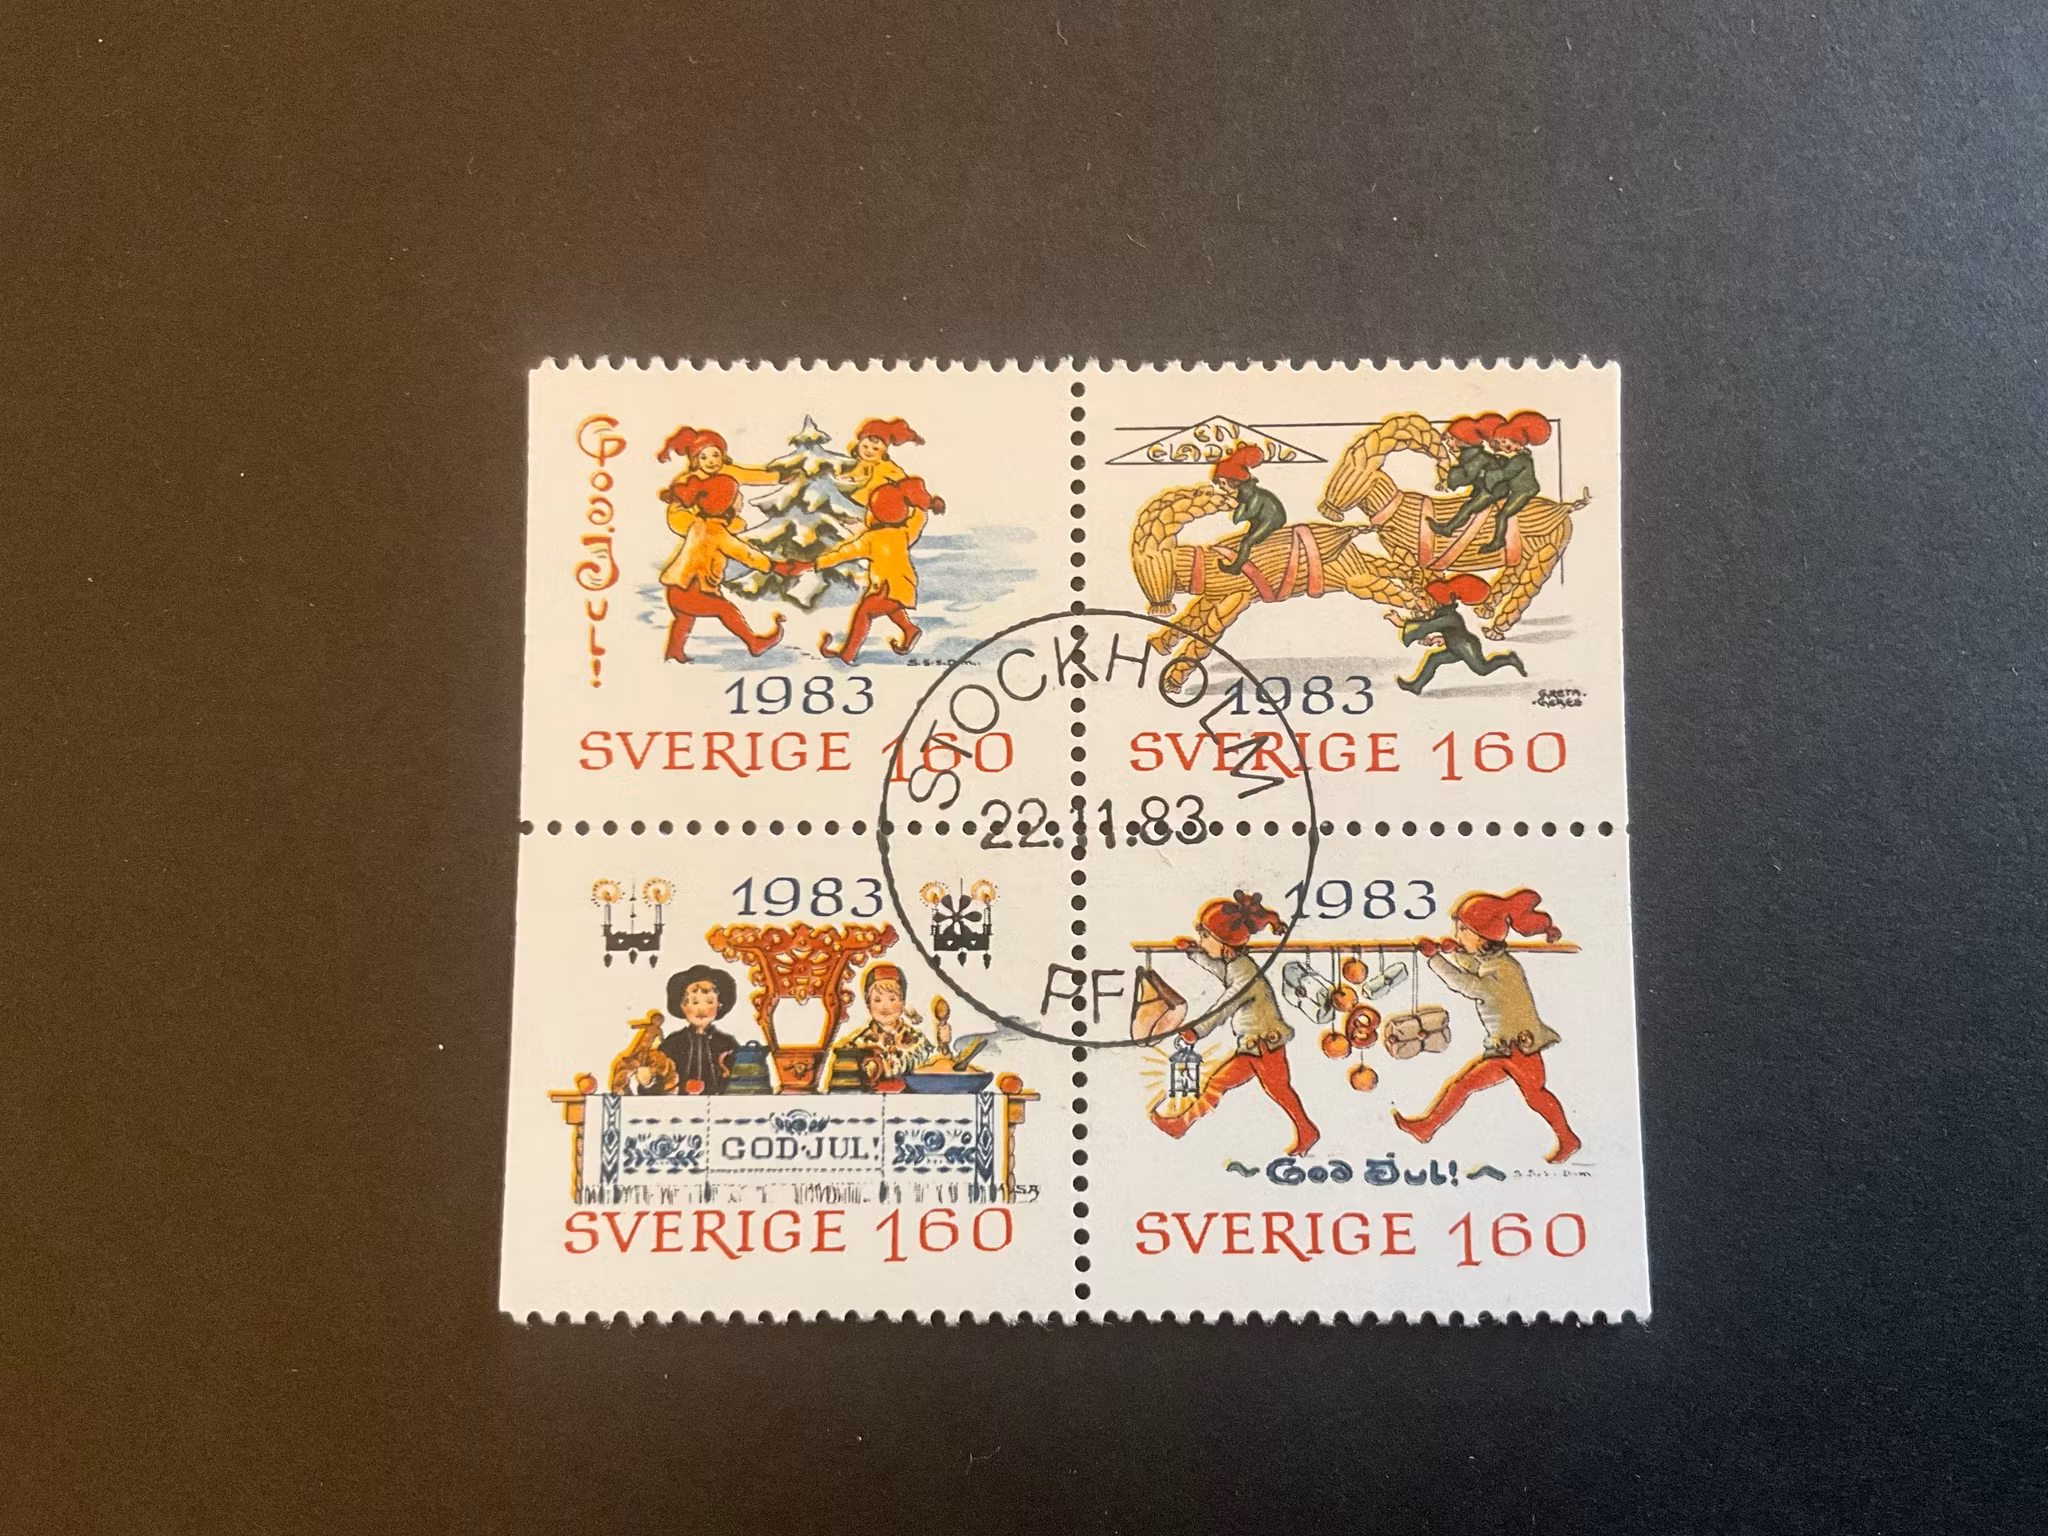 God Jul!
S.S.S.D-m.
1983
SVERIGE 160
EN
GLAD JUL
GRETA.
1983
SVERIGE 160
STOCKHOLM
22.11.83
PFA
1983
GOD·JUL!
SVERIGE 160
1983
~God Jul!~
SVERIGE 160